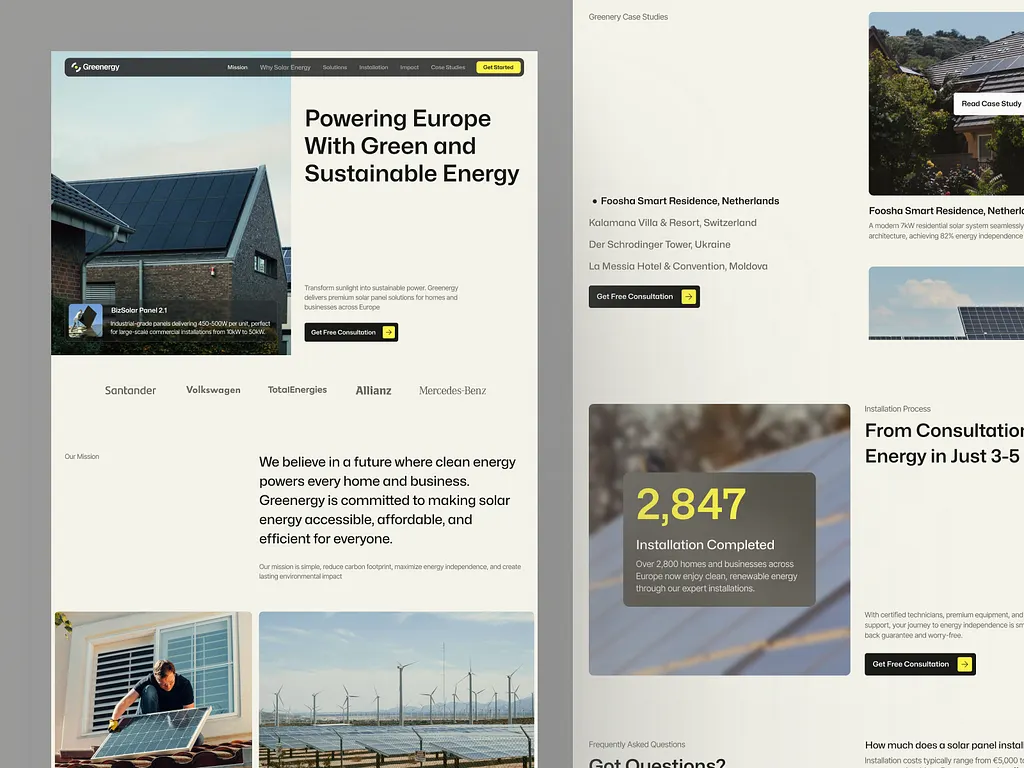 Greenergy
Mission
Why Solar Energy
Solutions
Installation
Impact
Case Studies
Get Started
Powering Europe
With Green and
Sustainable Energy
Transform sunlight into sustainable power. Greenergy
delivers premium solar panel solutions for homes and
businesses across Europe
Get Free Consultation
BizSolar Panel 2.1
Industrial-grade panels delivering 450-500W per unit, perfect
for large-scale commercial installations from 10kW to 50kW.
Santander
Volkswagen
TotalEnergies
Allianz
Mercedes-Benz
Our Mission
We believe in a future where clean energy
powers every home and business.
Greenergy is committed to making solar
energy accessible, affordable, and
efficient for everyone.
Our mission is simple, reduce carbon footprint, maximize energy independence, and create
lasting environmental impact
Greenery Case Studies
Foosha Smart Residence, Netherlands
Kalamana Villa & Resort, Switzerland
Der Schrodinger Tower, Ukraine
La Messia Hotel & Convention, Moldova
Get Free Consultation
Read Case Study
Foosha Smart Residence, Netherla
A modern 7kW residential solar system seamlessly
architecture, achieving 82% energy independence
2,847
Installation Completed
Over 2,800 homes and businesses across
Europe now enjoy clean, renewable energy
through our expert installations.
Installation Process
From Consultation
Energy in Just 3-5
With certified technicians, premium equipment, and
support, your journey to energy independence is sm
back guarantee and worry-free.
Get Free Consultation
Frequently Asked Questions
Got Questions?
How much does a solar panel install
Installation costs typically range from €5,000 to